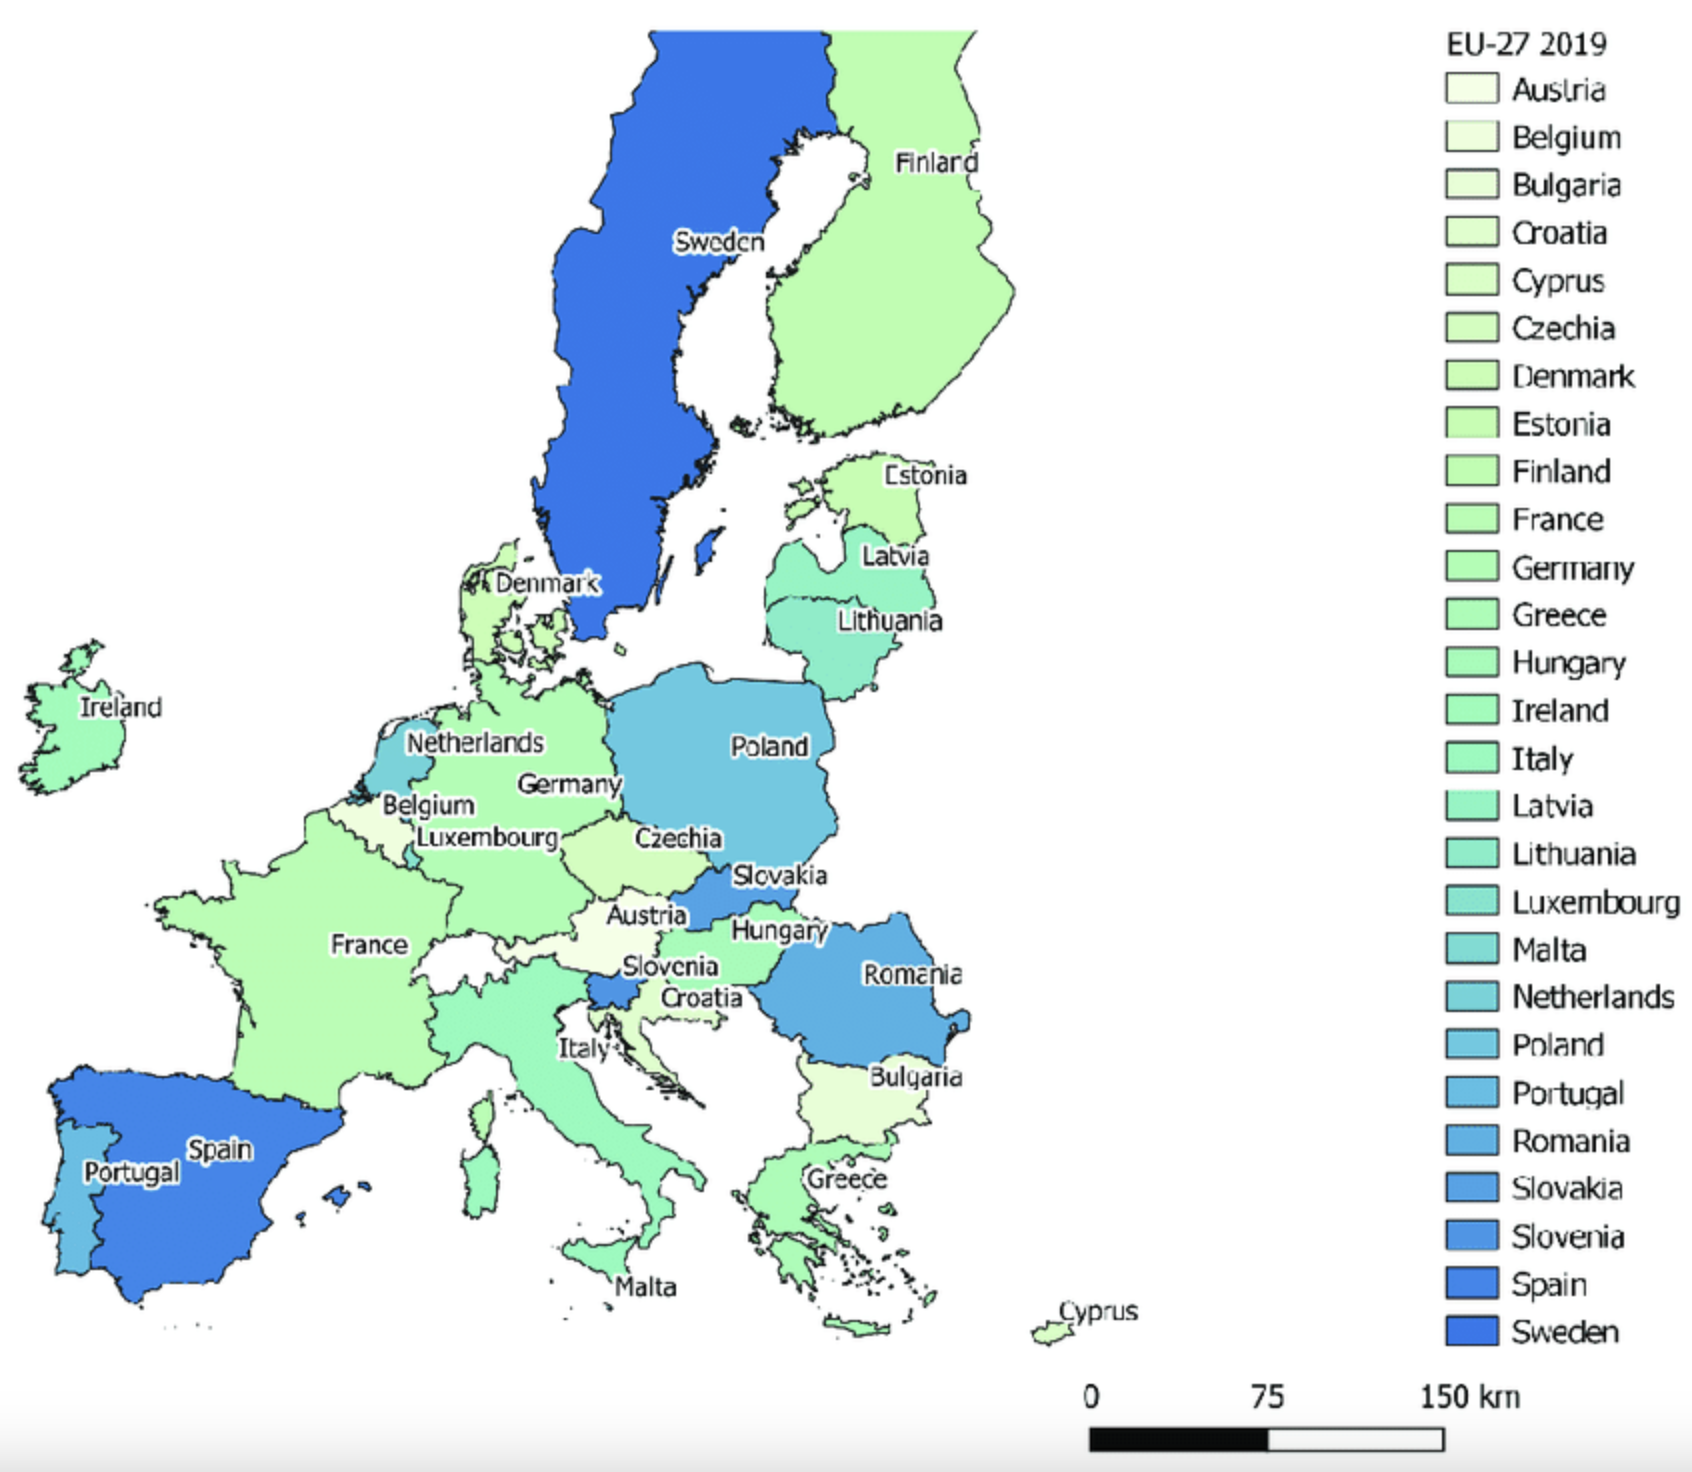 EU-27 2019
Austria
Belgium
Bulgaria
Croatia
Cyprus
Czechia
Denmark
Estonia
Finland
France
Germany
Greece
Hungary
Ireland
Italy
Latvia
Lithuania
Luxembourg
Malta
Netherlands
Poland
Portugal
Romania
Slovakia
Slovenia
Spain
Sweden
Finland
Sweden
Estonia
Latvia
Denmark
Lithuania
Ireland
Netherlands
Poland
Germany
Belgium
Luxembourg
Czechia
Slovakia
Austria
Hungary
France
Slovenia
Romania
Croatia
Italy
Bulgaria
Spain
Portugal
Greece
Malta
Cyprus
0 75 150 km